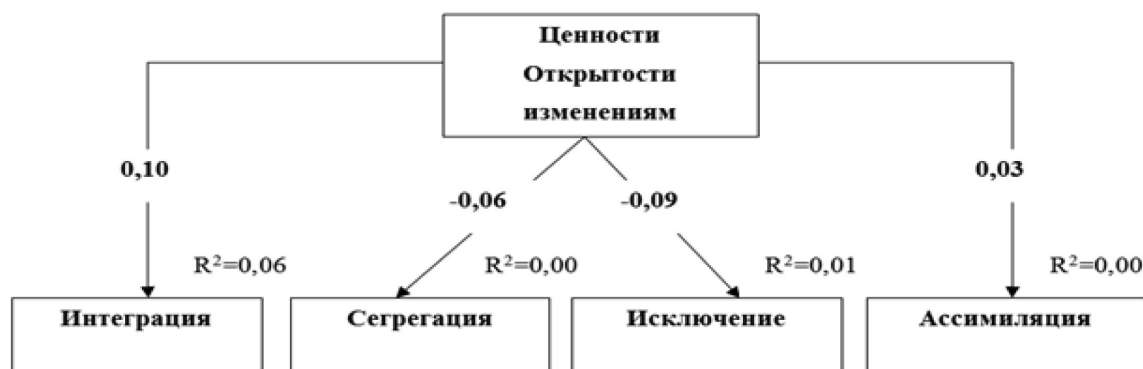 Ценности
Открытости
изменениям
0,10
-0,06
-0,09
0,03
R²=0,06
R²=0,00
R²=0,01
R²=0,00
Интеграция
Сегрегация
Исключение
Ассимиляция